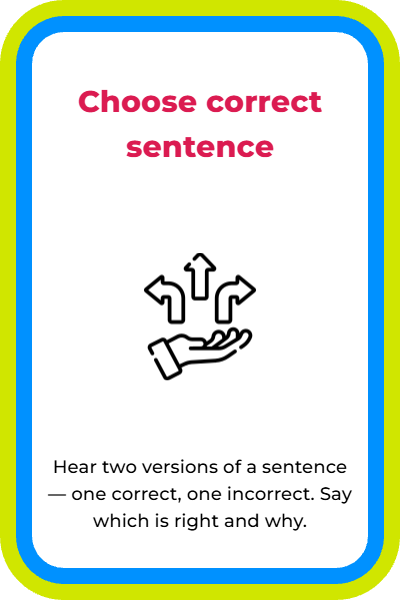 Choose correct
sentence
Hear two versions of a sentence
— one correct, one incorrect. Say
which is right and why.